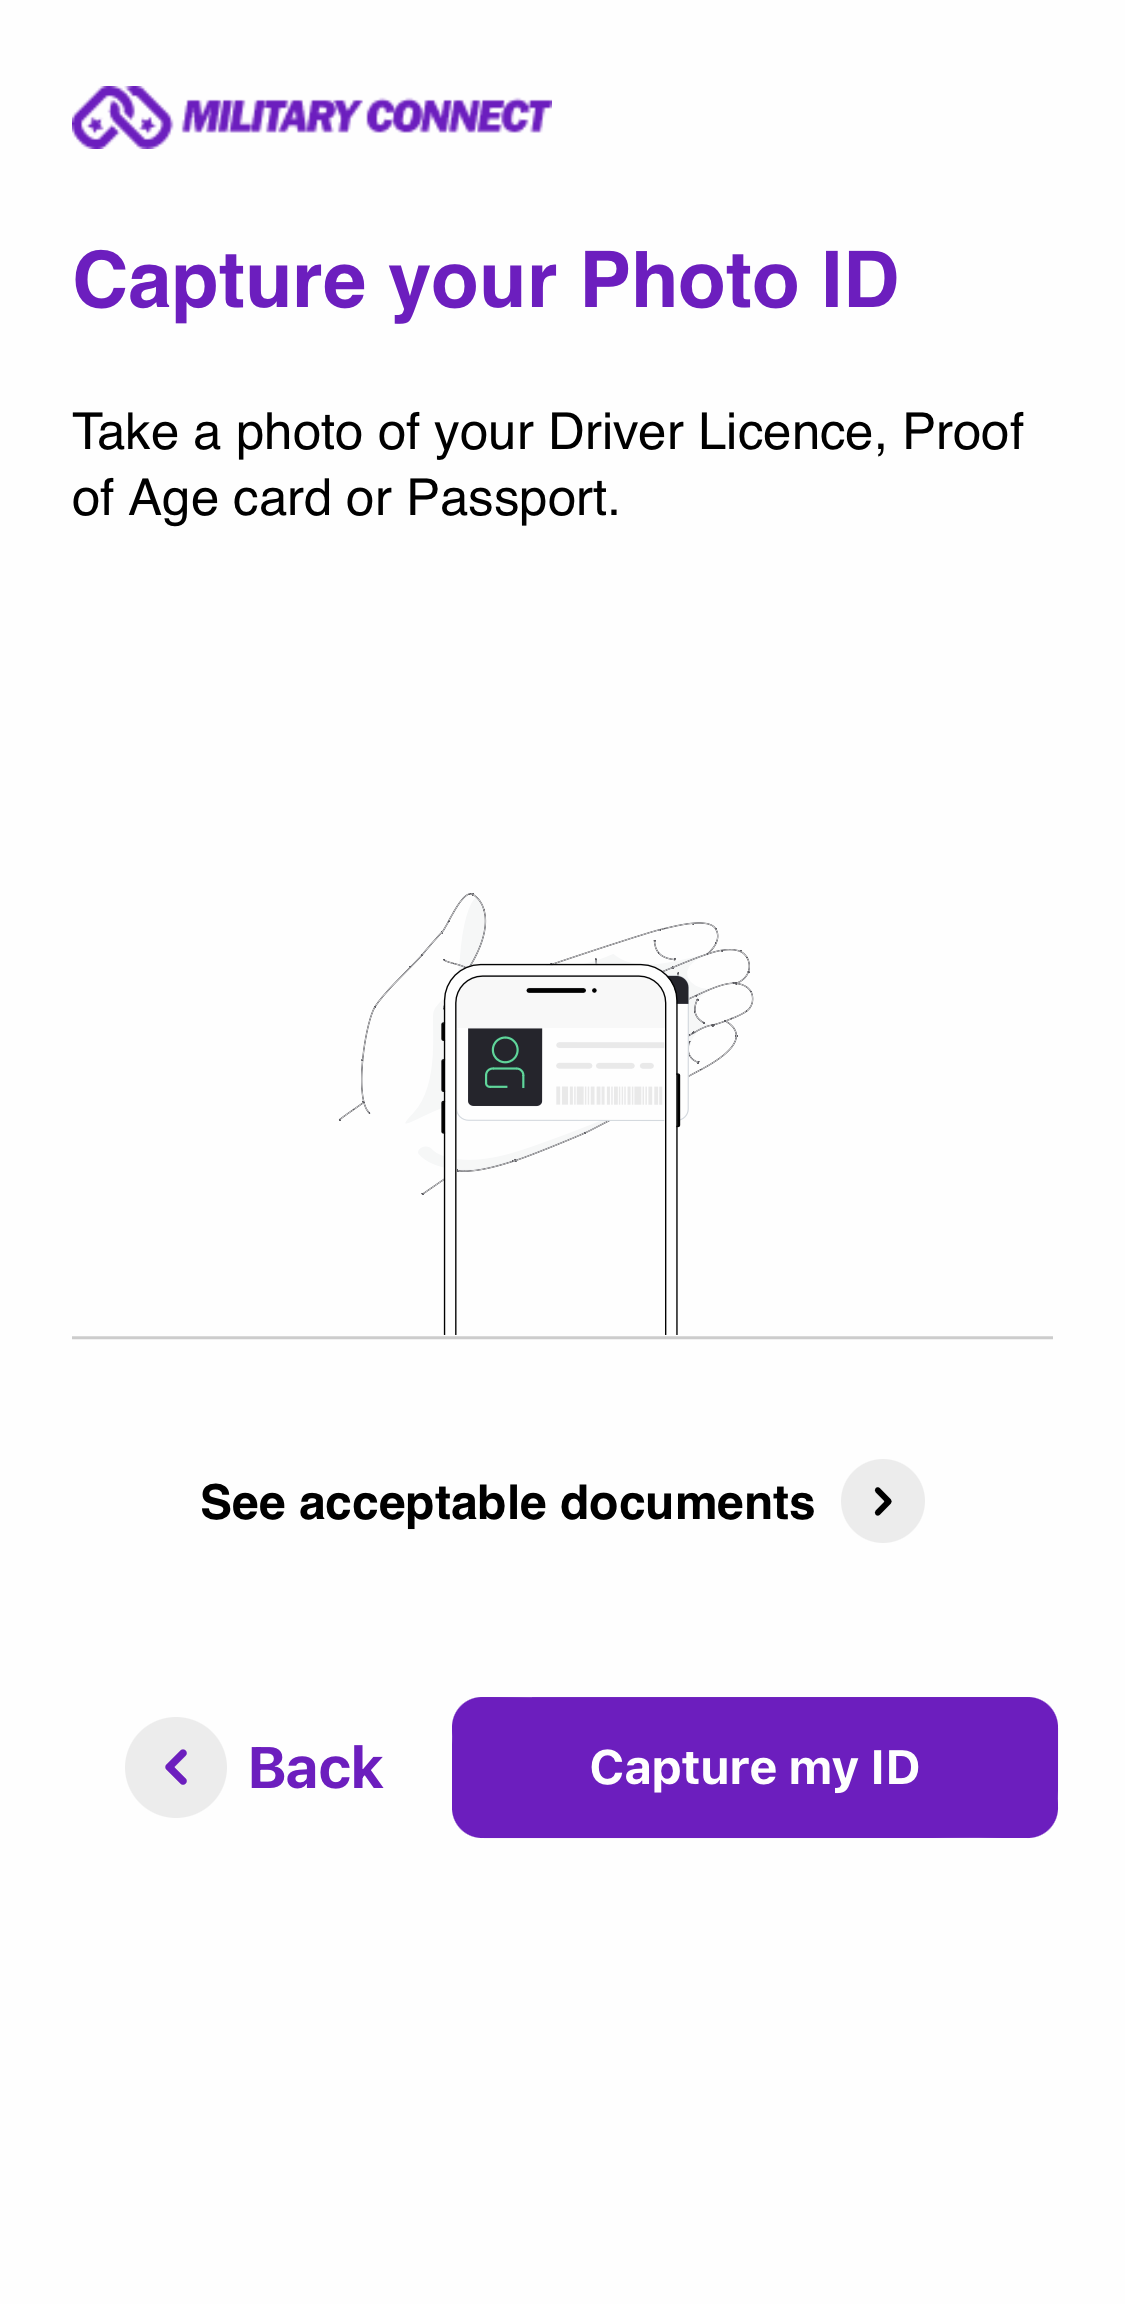 MILITARY CONNECT
Capture your Photo ID
Take a photo of your Driver Licence, Proof
of Age card or Passport.
See acceptable documents
Back
Capture my ID